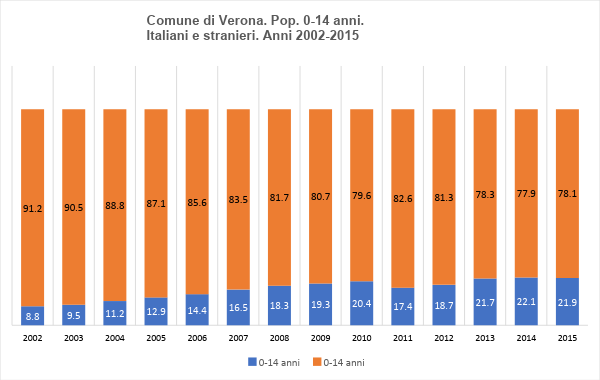 Comune di Verona. Pop. 0-14 anni.
Italiani e stranieri. Anni 2002-2015
91.2 90.5 88.8 87.1 85.6 83.5 81.7 80.7 79.6 82.6 81.3 78.3 77.9 78.1
8.8 9.5 11.2 12.9 14.4 16.5 18.3 19.3 20.4 17.4 18.7 21.7 22.1 21.9
2002 2003 2004 2005 2006 2007 2008 2009 2010 2011 2012 2013 2014 2015
0-14 anni 0-14 anni